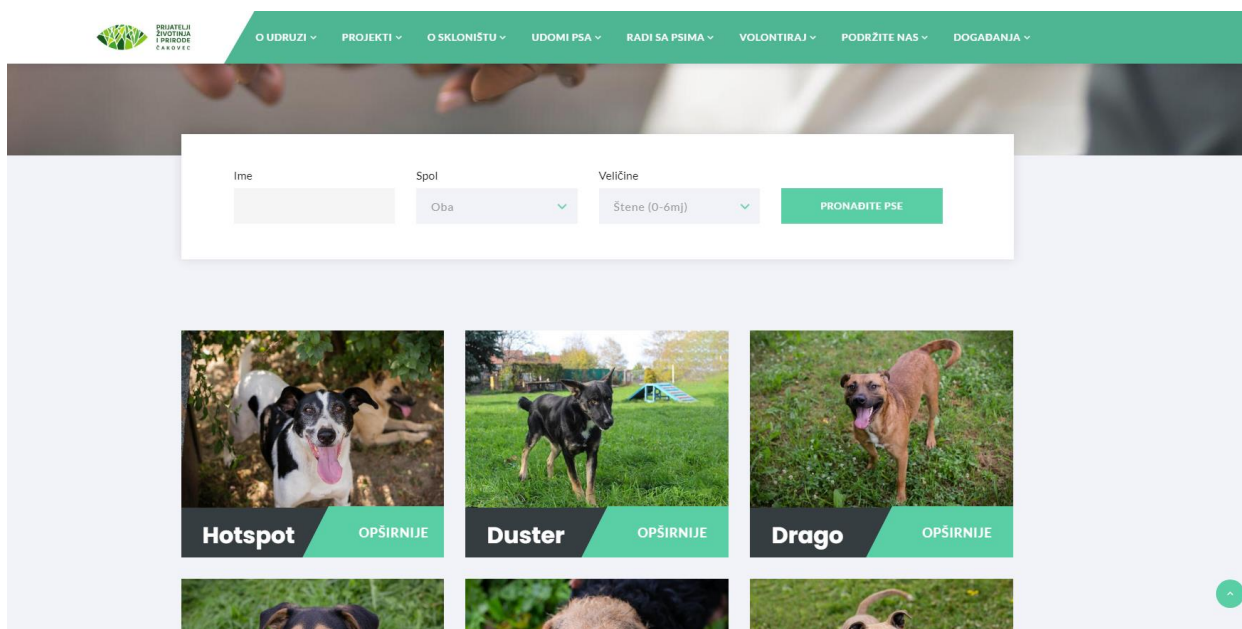 PRIJATELJI
ŽIVOTINJA
I PRIRODE
ČAKOVEC
O UDRUZI PROJEKTI O SKLONIŠTU UDOMI PSA RADI SA PSIMA VOLONTIRAJ PODRŽITE NAS DOGAĐANJA
Ime Spol Veličine
Oba Štene (0-6mj) PRONAĐITE PSE
Hotspot OPŠIRNIJE Duster OPŠIRNIJE Drago OPŠIRNIJE